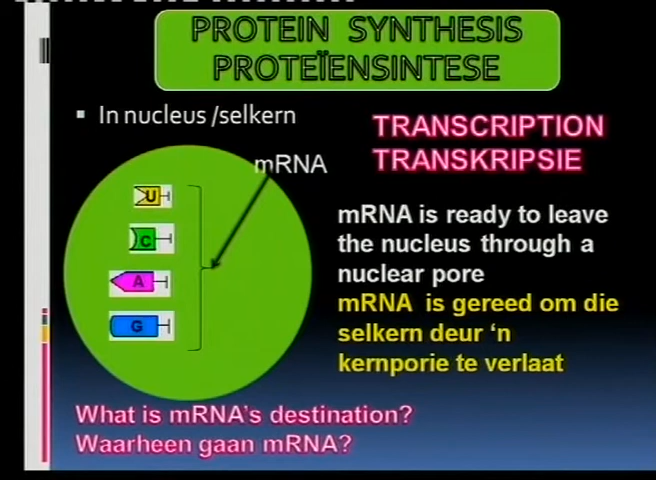 PROTEIN SYNTHESIS
PROTEÏENSINTESE
In nucleus /selkern
TRANSCRIPTION
TRANSKRIPSIE
mRNA
U
C
A
G
mRNA is ready to leave
the nucleus through a
nuclear pore
mRNA is gereed om die
selkern deur ‘n
kernporie te verlaat
What is mRNA’s destination?
Waarheen gaan mRNA?